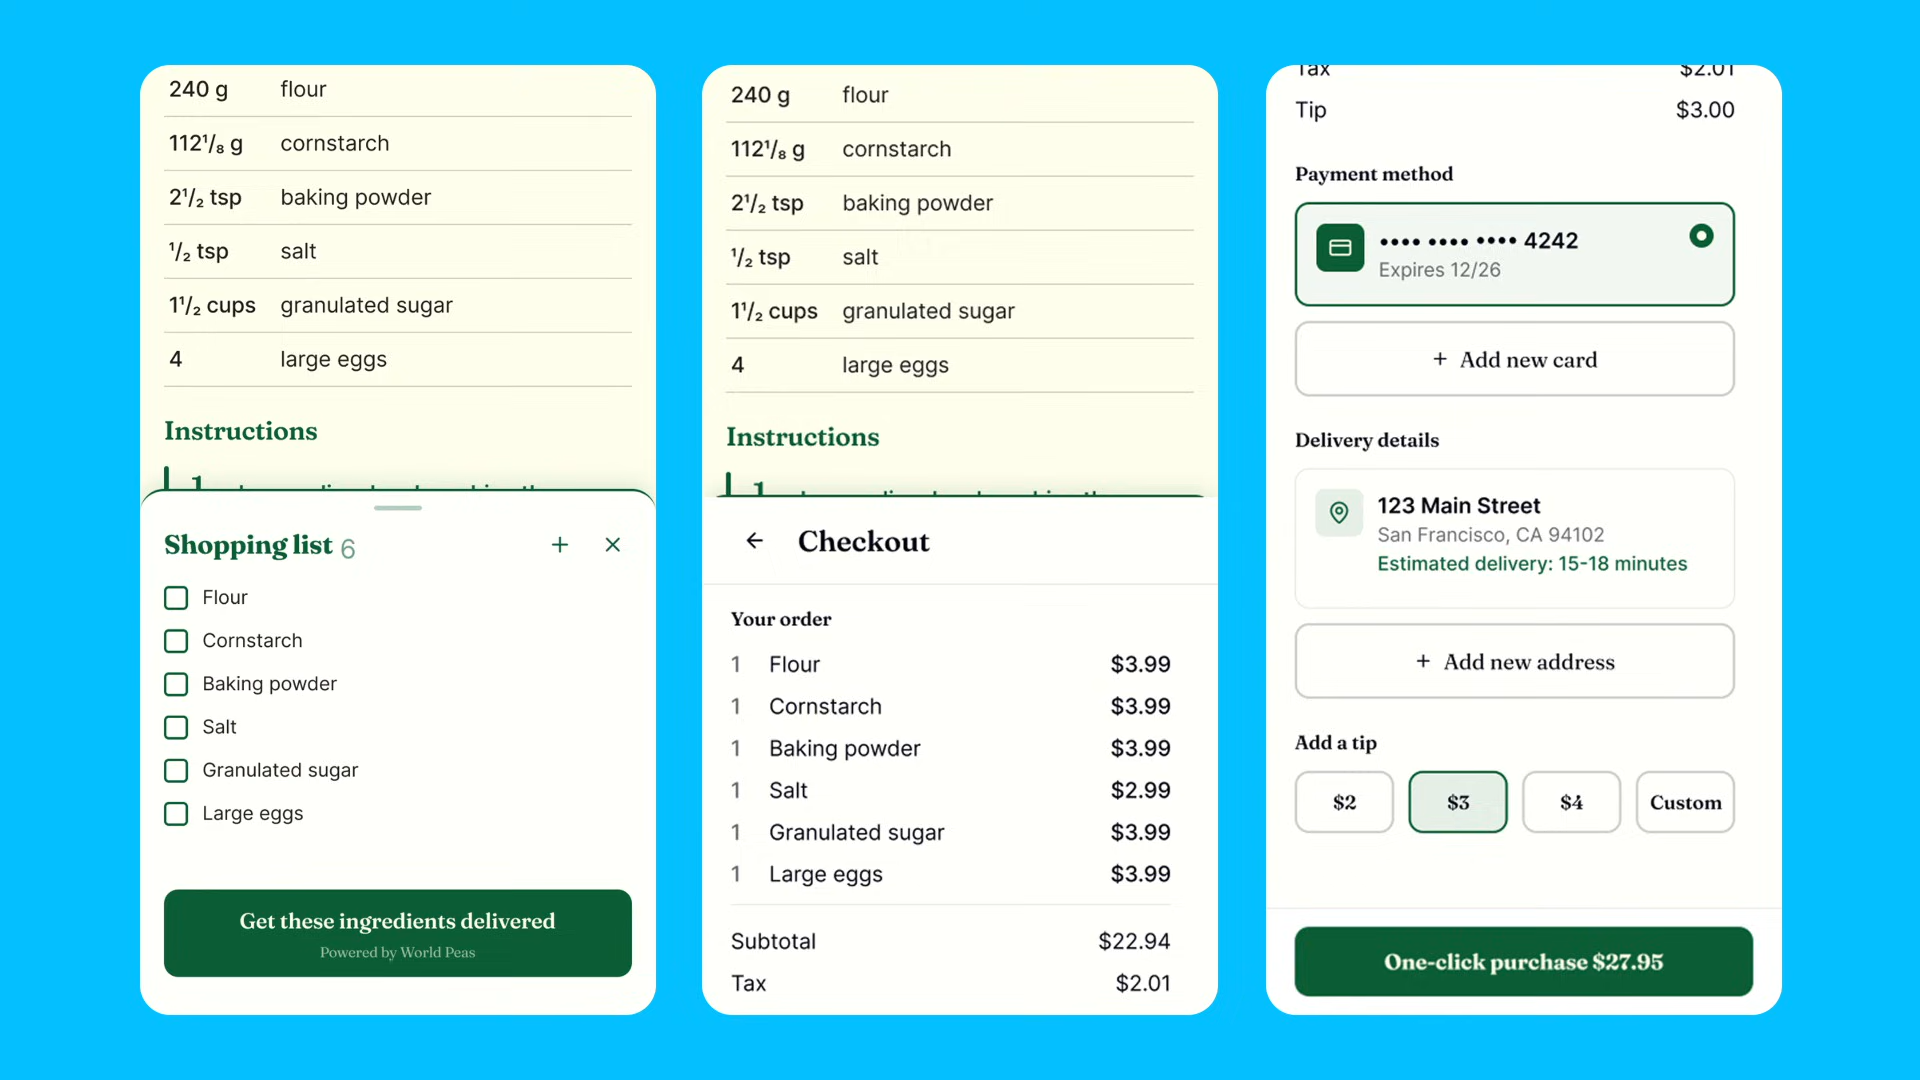 240 g flour
112¹/₈ g cornstarch
2¹/₂ tsp baking powder
¹/₂ tsp salt
1¹/₂ cups granulated sugar
4 large eggs
Instructions
1
Shopping list 6
Flour
Cornstarch
Baking powder
Salt
Granulated sugar
Large eggs
Get these ingredients delivered
Powered by World Peas
240 g flour
112¹/₈ g cornstarch
2¹/₂ tsp baking powder
¹/₂ tsp salt
1¹/₂ cups granulated sugar
4 large eggs
Instructions
1
Checkout
Your order
1 Flour $3.99
1 Cornstarch $3.99
1 Baking powder $3.99
1 Salt $2.99
1 Granulated sugar $3.99
1 Large eggs $3.99
Subtotal $22.94
Tax $2.01
Tax $2.01
Tip $3.00
Payment method
•••• •••• •••• 4242
Expires 12/26
+ Add new card
Delivery details
123 Main Street
San Francisco, CA 94102
Estimated delivery: 15-18 minutes
+ Add new address
Add a tip
$2 $3 $4 Custom
One-click purchase $27.95